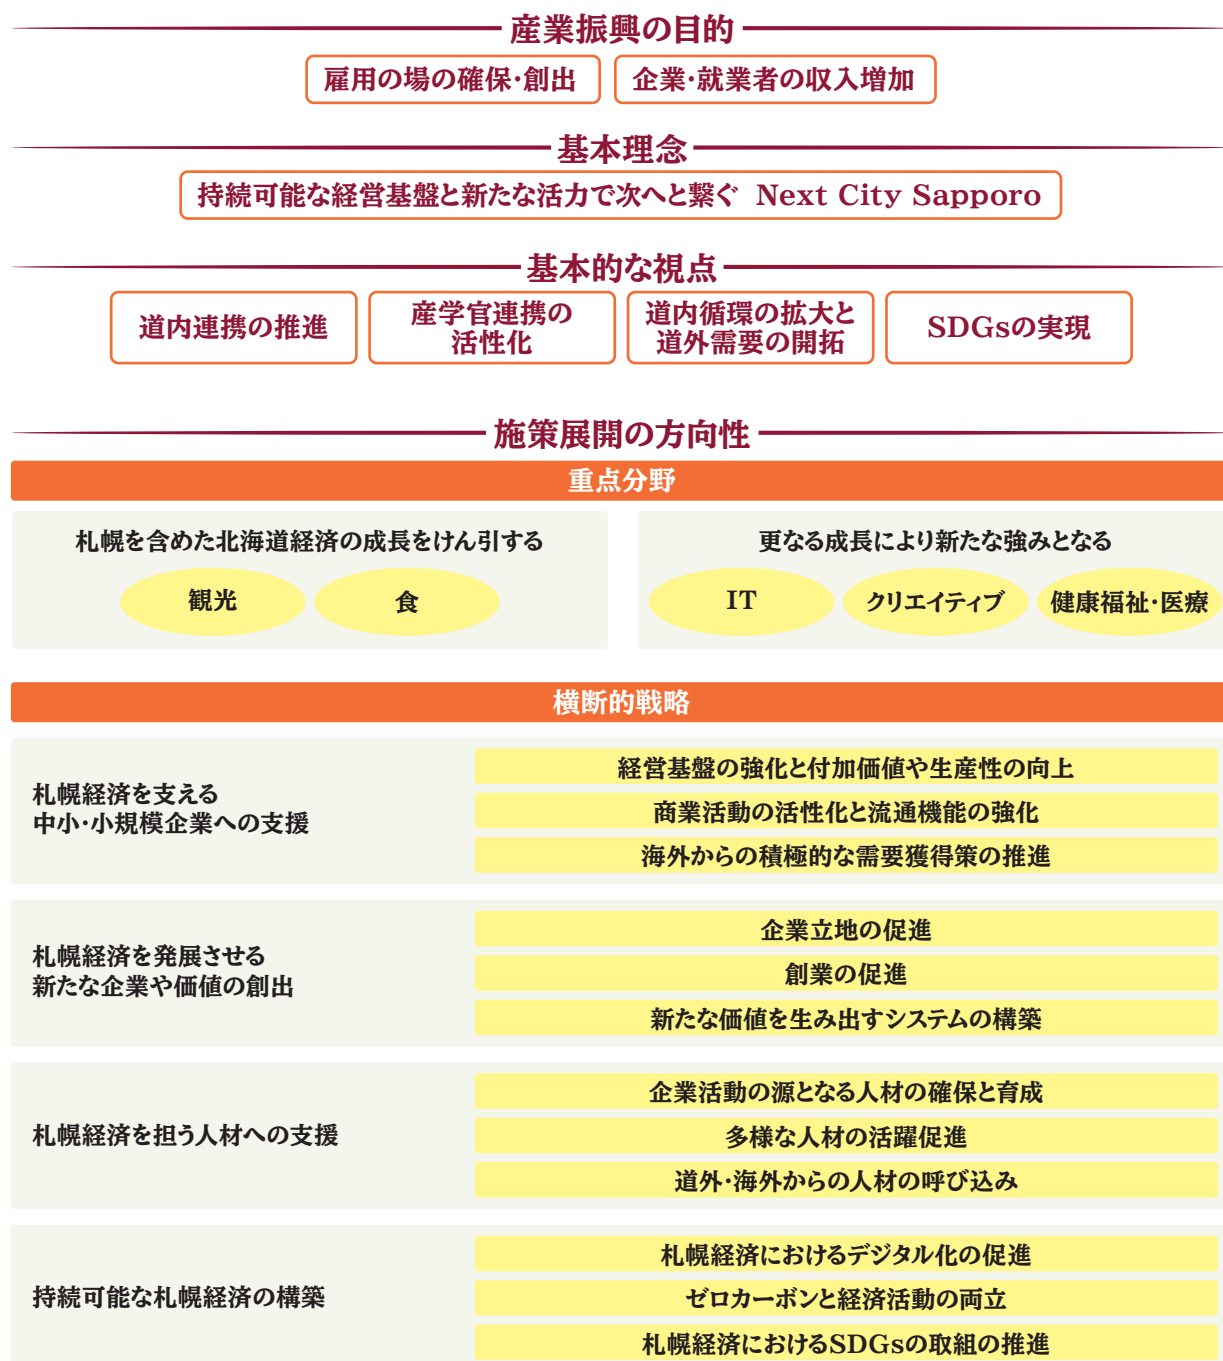 産業振興の目的
雇用の場の確保・創出
企業・就業者の収入増加
基本理念
持続可能な経営基盤と新たな活力で次へと繋ぐ Next City Sapporo
基本的な視点
道内連携の推進
産学官連携の
活性化
道内循環の拡大と
道外需要の開拓
SDGsの実現
施策展開の方向性
重点分野
札幌を含めた北海道経済の成長をけん引する
観光
食
更なる成長により新たな強みとなる
IT
クリエイティブ
健康福祉・医療
横断的戦略
札幌経済を支える
中小・小規模企業への支援
経営基盤の強化と付加価値や生産性の向上
商業活動の活性化と流通機能の強化
海外からの積極的な需要獲得策の推進
札幌経済を発展させる
新たな企業や価値の創出
企業立地の促進
創業の促進
新たな価値を生み出すシステムの構築
札幌経済を担う人材への支援
企業活動の源となる人材の確保と育成
多様な人材の活躍促進
道外・海外からの人材の呼び込み
持続可能な札幌経済の構築
札幌経済におけるデジタル化の促進
ゼロカーボンと経済活動の両立
札幌経済におけるSDGsの取組の推進